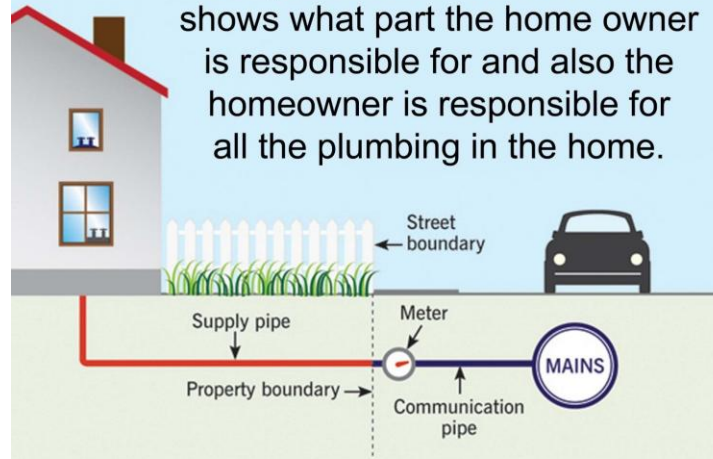 shows what part the home owner
is responsible for and also the
homeowner is responsible for
all the plumbing in the home.
Street
boundary
Supply pipe
Meter
MAINS
Property boundary
Communication
pipe